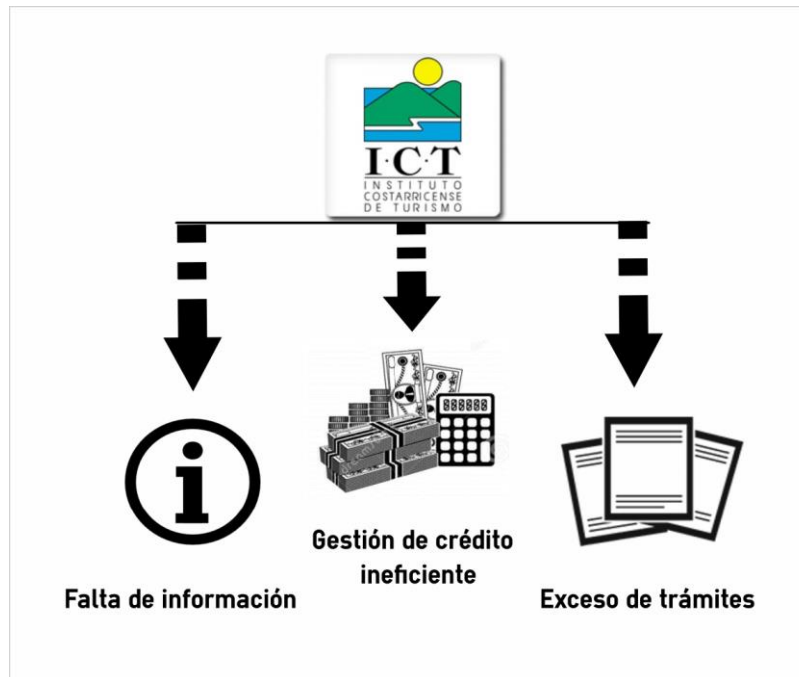 I·C·T
INSTITUTO
COSTARRICENSE
DE TURISMO
Gestión de crédito
ineficiente
Falta de información
Exceso de trámites